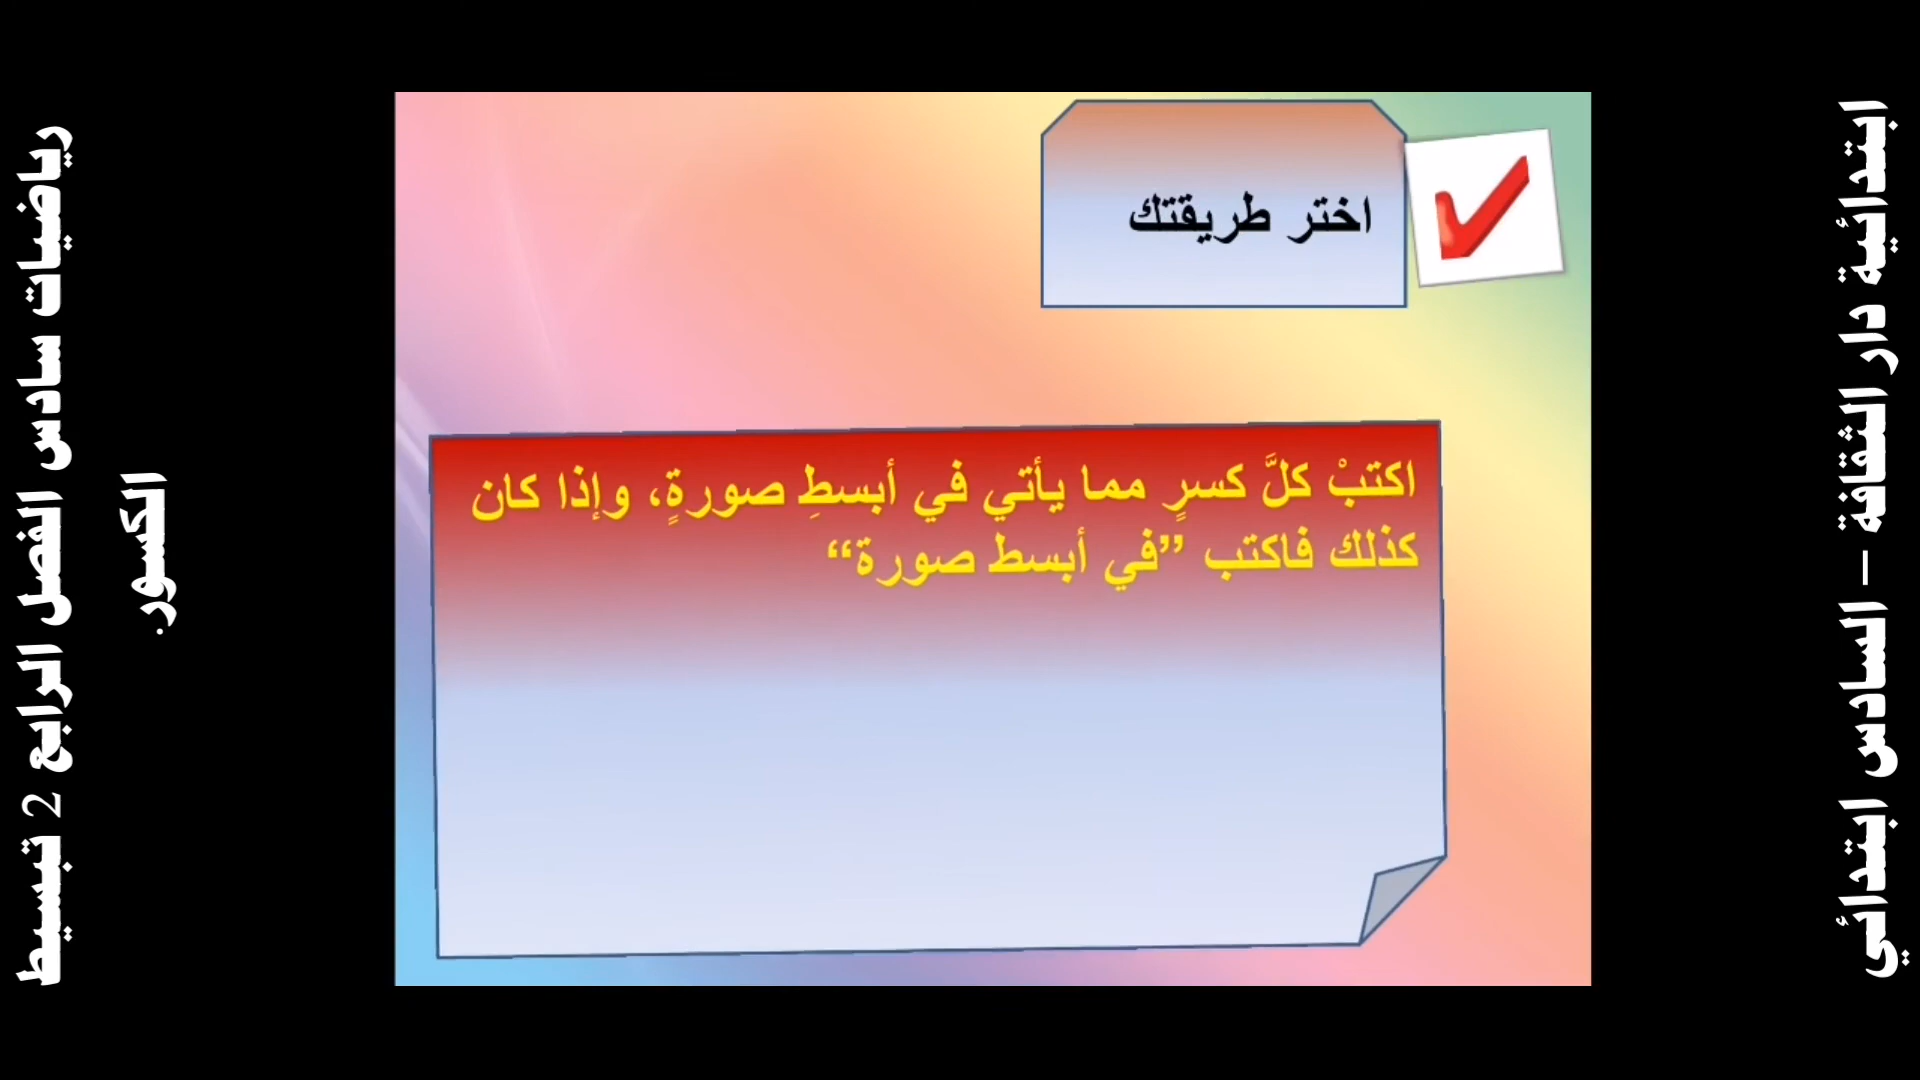 ابتدائية دار الثقافة – السادس ابتدائي
اختر طريقتك
اكتبْ كلَّ كسرٍ مما يأتي في أبسطِ صورةٍ، وإذا كان
كذلك فاكتب ”في أبسط صورة“
رياضيات سادس الفصل الرابع 2 تبسيط
الكسور.